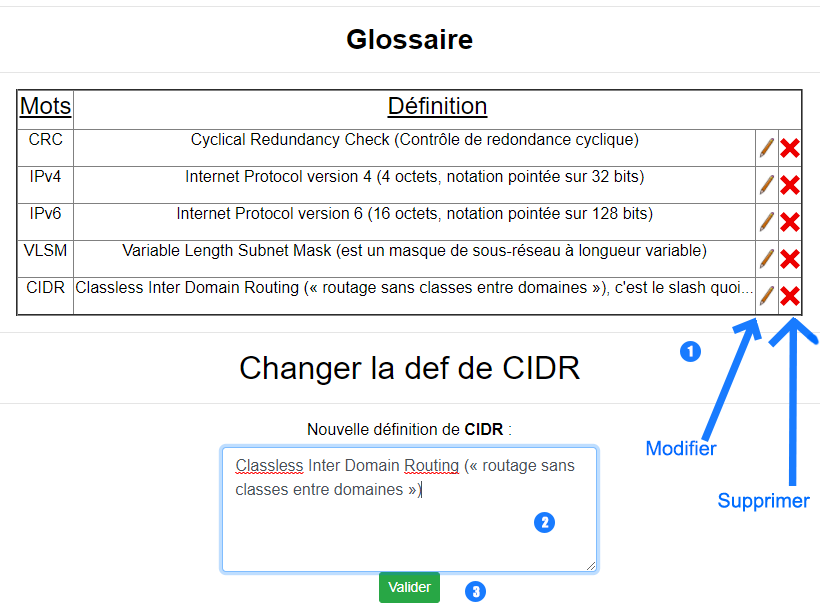 Glossaire
Mots Définition
CRC Cyclical Redundancy Check (Contrôle de redondance cyclique)
IPv4 Internet Protocol version 4 (4 octets, notation pointée sur 32 bits)
IPv6 Internet Protocol version 6 (16 octets, notation pointée sur 128 bits)
VLSM Variable Length Subnet Mask (est un masque de sous-réseau à longueur variable)
CIDR Classless Inter Domain Routing (« routage sans classes entre domaines »), c'est le slash quoi...
1
Changer la def de CIDR
Nouvelle définition de CIDR :
Modifier
Classless Inter Domain Routing (« routage sans
classes entre domaines »)
Supprimer
2
Valider
3